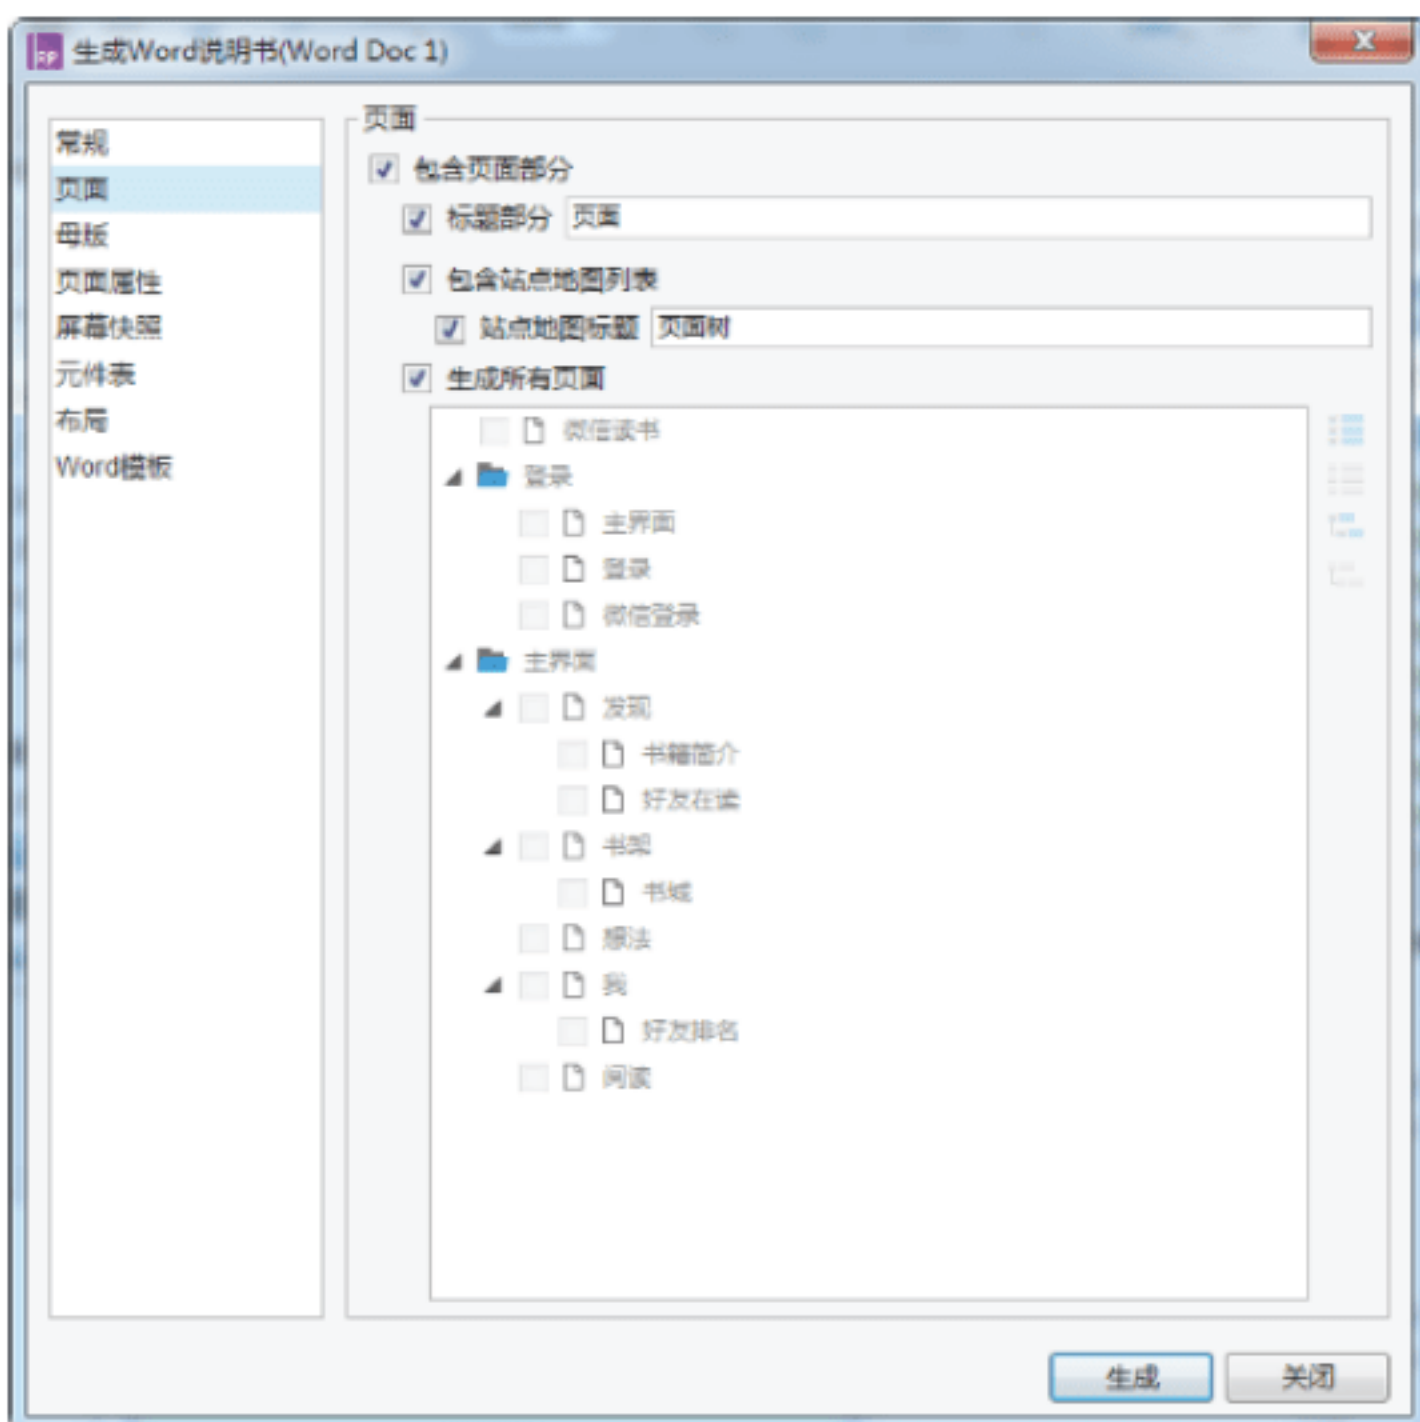 生成Word说明书(Word Doc 1)
常规
页面
母版
页面属性
屏幕快照
元件表
布局
Word模板
页面
包含页面部分
标题部分 页面
包含站点地图列表
站点地图标题 页面树
生成所有页面
微信读书
登录
主界面
登录
微信登录
主界面
发现
书籍简介
好友在读
书架
书城
想法
我
好友排名
阅读
生成 关闭